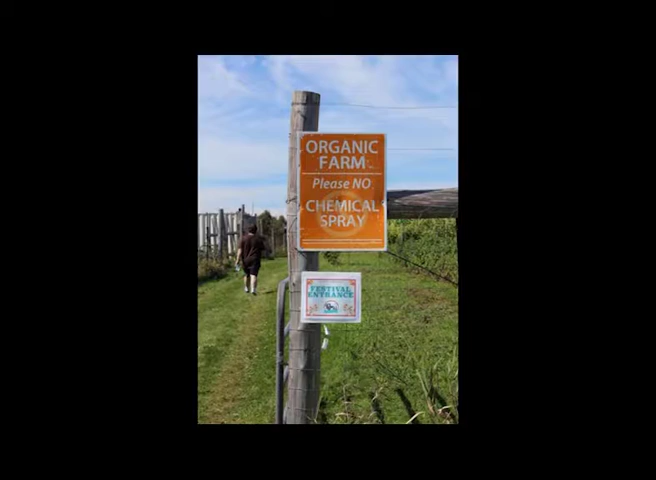 ORGANIC
FARM
Please NO
CHEMICAL
SPRAY
FESTIVAL
ENTRANCE